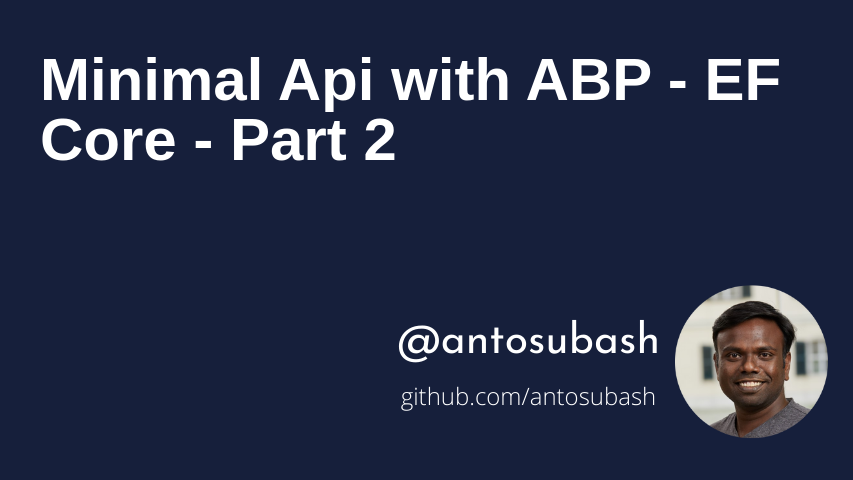 Minimal Api with ABP - EF
Core - Part 2
@antosubash
github.com/antosubash